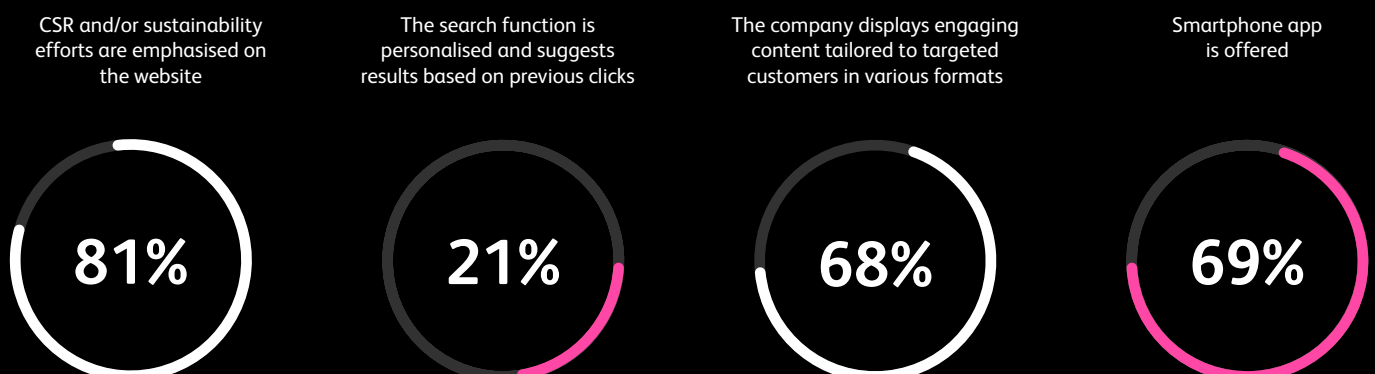 CSR and/or sustainability
efforts are emphasised on
the website
81%
The search function is
personalised and suggests
results based on previous clicks
21%
The company displays engaging
content tailored to targeted
customers in various formats
68%
Smartphone app
is offered
69%